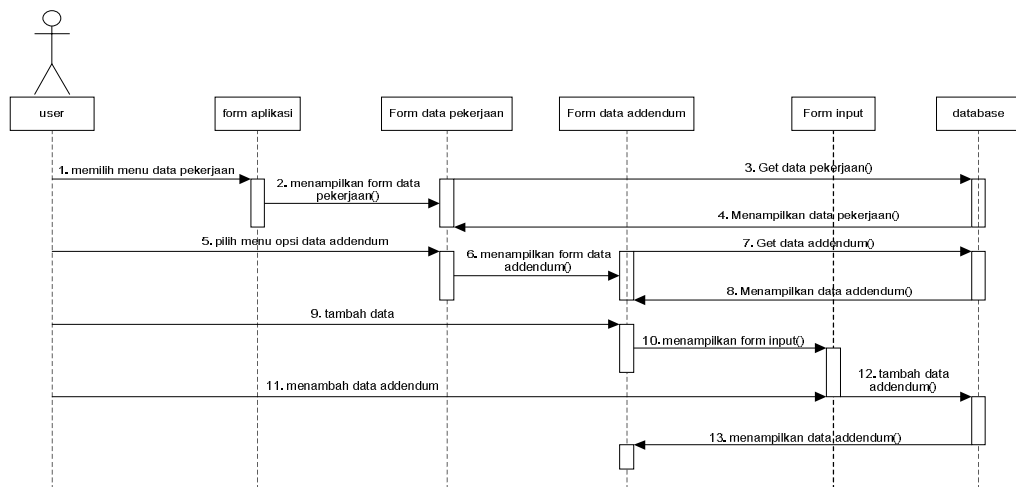 user
form aplikasi
Form data pekerjaan
Form data addendum
Form input
database
1. memilih menu data pekerjaan
2. menampilkan form data
pekerjaan()
3. Get data pekerjaan()
4. Menampilkan data pekerjaan()
5. pilih menu opsi data addendum
6. menampilkan form data
addendum()
7. Get data addendum()
8. Menampilkan data addendum()
9. tambah data
10. menampilkan form input()
11. menambah data addendum
12. tambah data
addendum()
13. menampilkan data addendum()